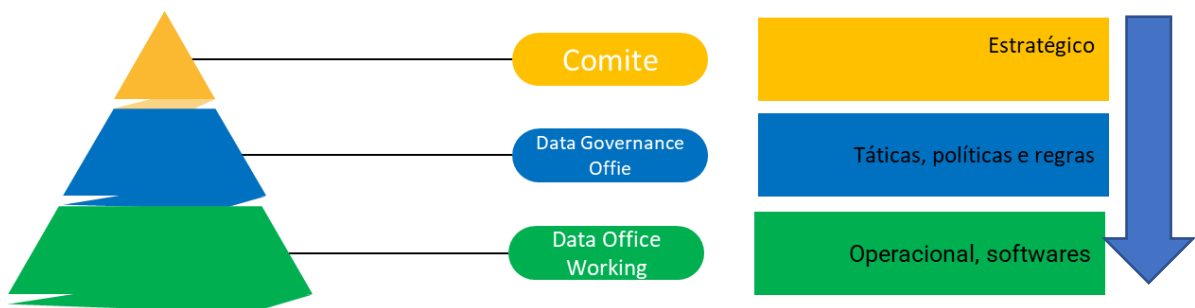 Comite
Estratégico
Data Governance
Offie
Táticas, políticas e regras
Data Office
Working
Operacional, softwares